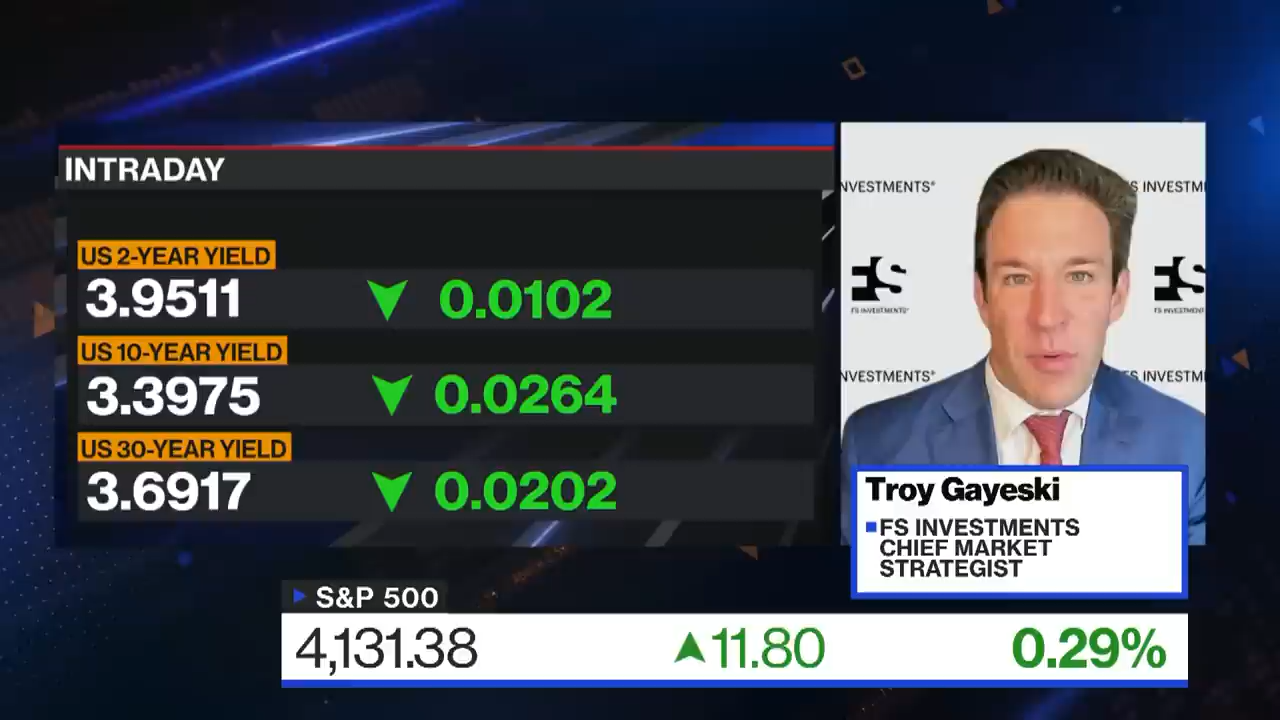 INTRADAY
US 2-YEAR YIELD
3.9511 ▼ 0.0102
US 10-YEAR YIELD
3.3975 ▼ 0.0264
US 30-YEAR YIELD
3.6917 ▼ 0.0202
NVESTMENTS® S INVESTM
FS FS
FS INVESTMENTS® FS INVESTMENT
NVESTMENTS® S INVESTM
Troy Gayeski
FS INVESTMENTS
CHIEF MARKET
STRATEGIST
S&P 500
4,131.38 ▲11.80 0.29%